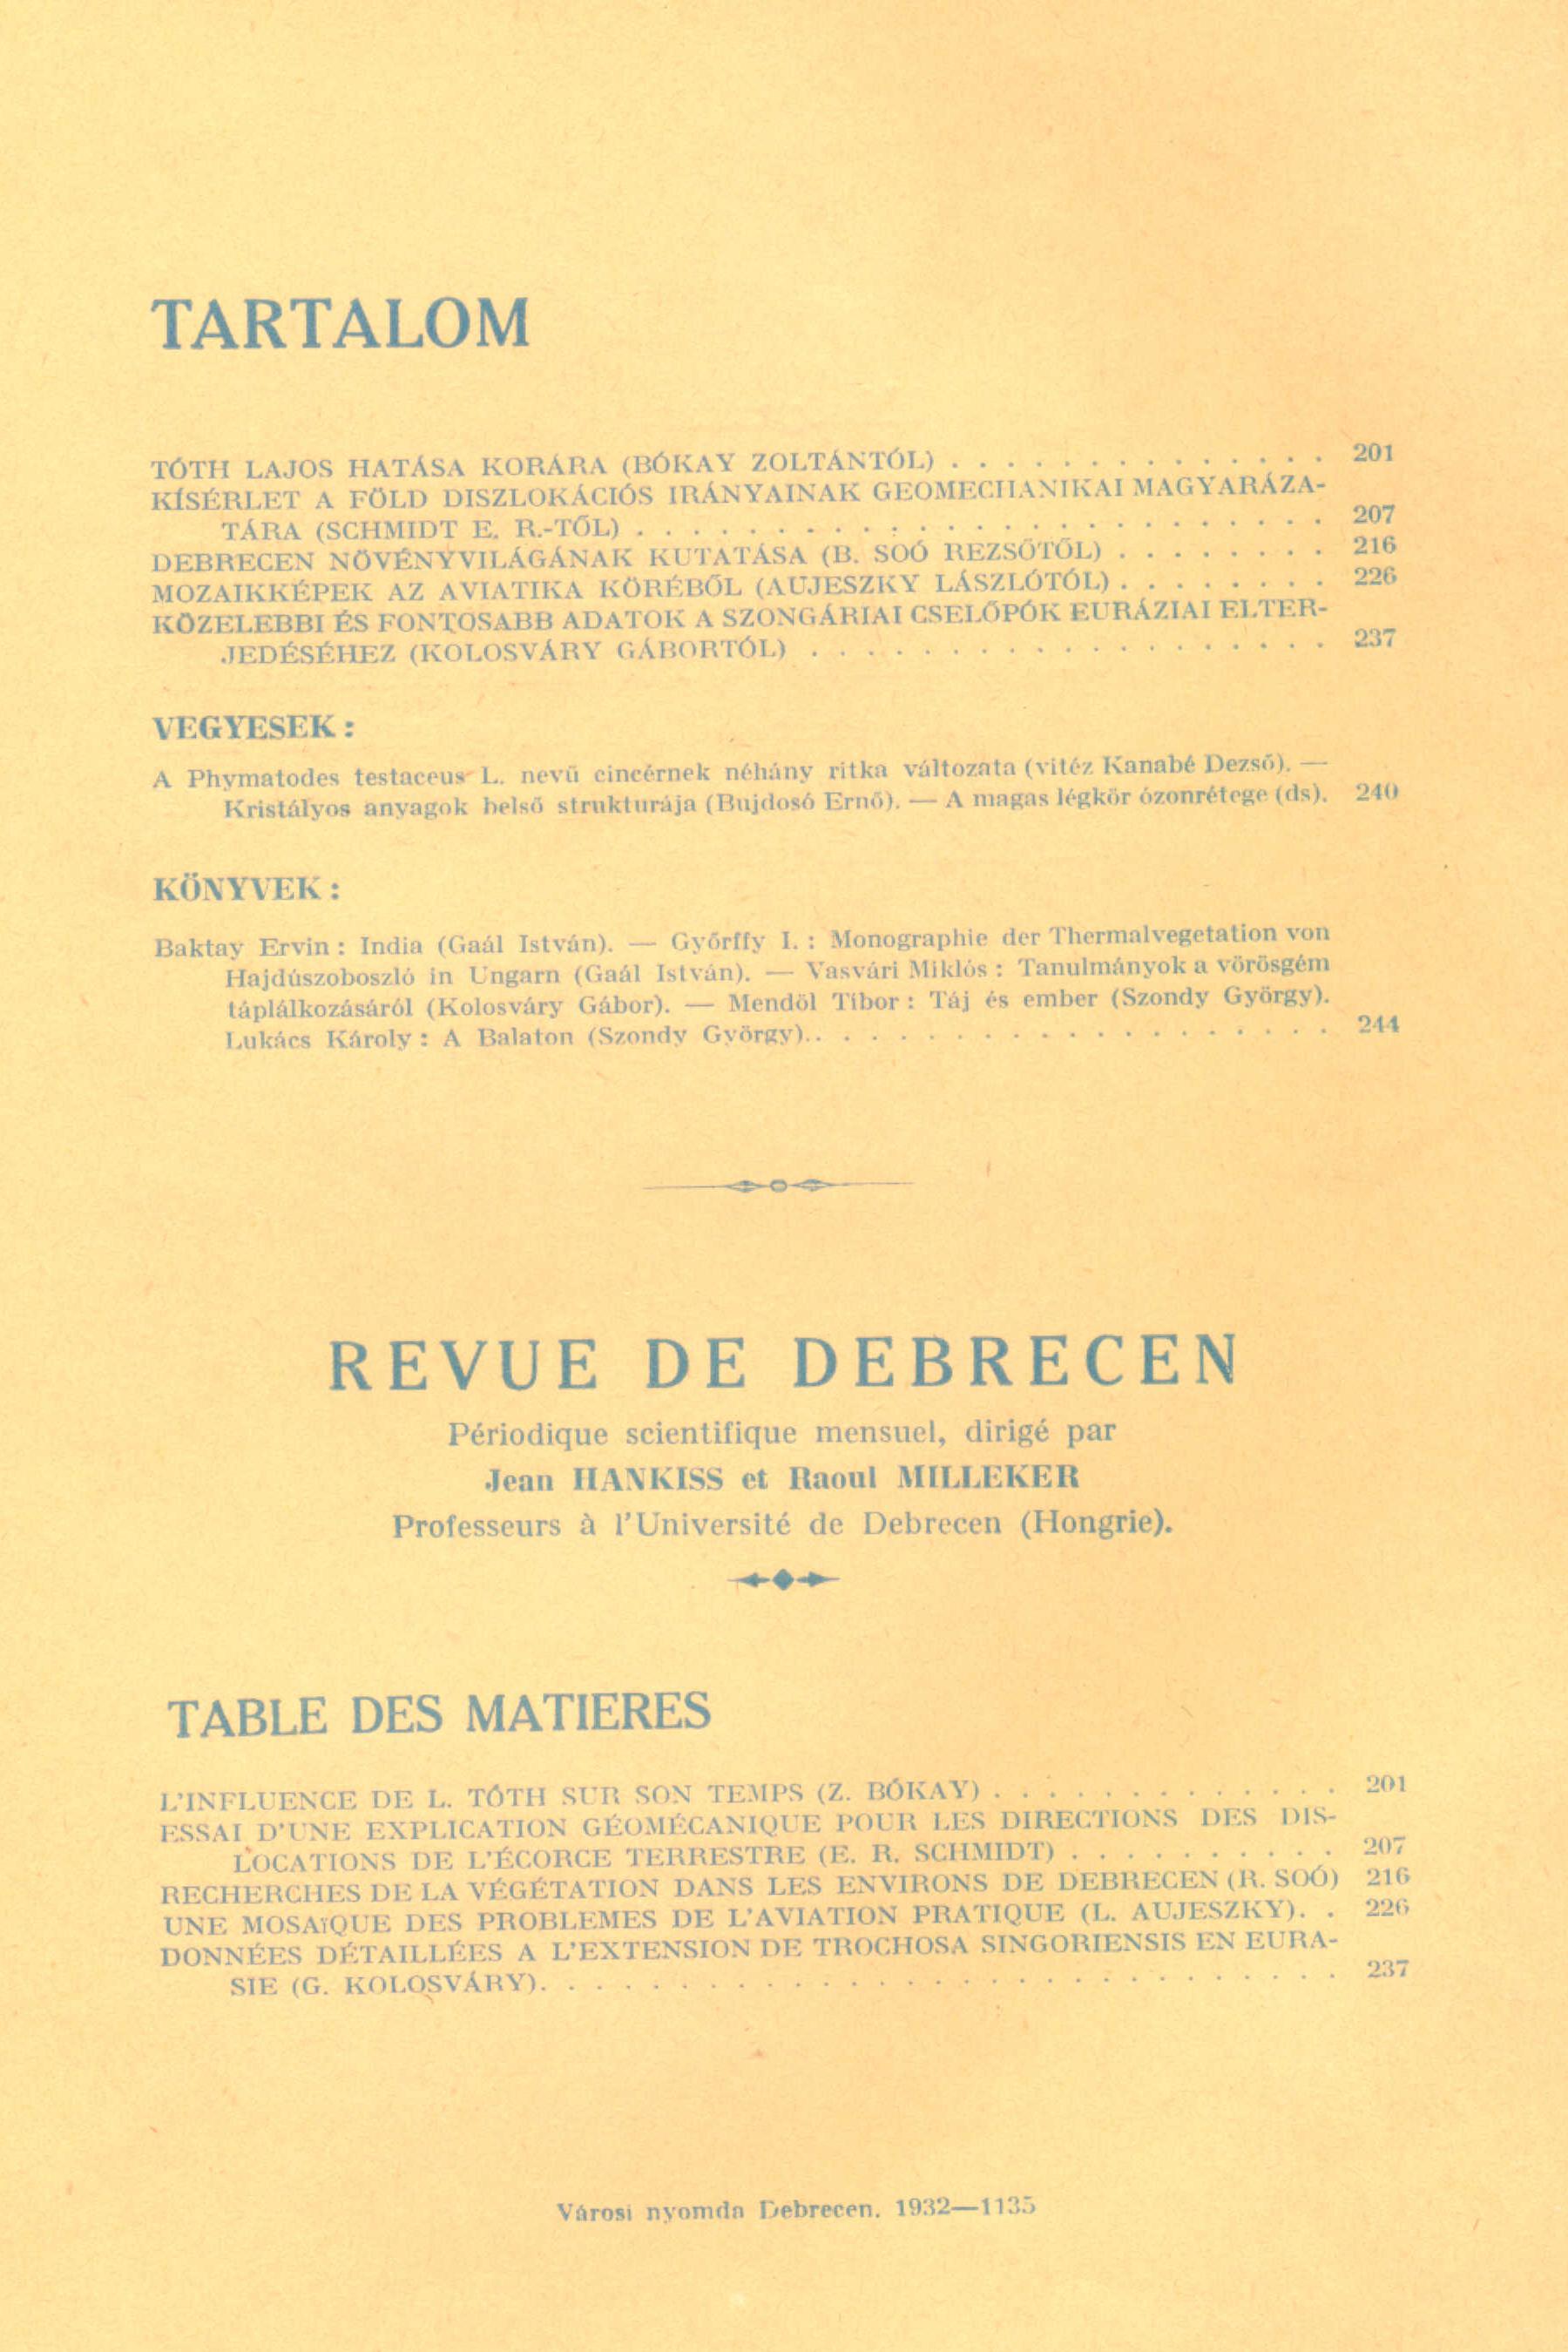 TARTALOM
TÓTH LAJOS HATÁSA KORÁRA (BÓKAY ZOLTÁNTÓL) . . . . . . . . . . . . . . 201
KÍSÉRLET A FÖLD DISZLOKÁCIÓS IRÁNYAINAK GEOMECHANIKAI MAGYARÁZA-
TÁRA (SCHMIDT E. R.-TŐL) . . . . . . . . . . . . . . . . . . . . . . . . . 207
DEBRECEN NÖVÉNYVILÁGÁNAK KUTATÁSA (B. SOÓ REZSŐTŐL) . . . . . . . . 216
MOZAIKKÉPEK AZ AVIATIKA KÖRÉBŐL (AUJESZKY LÁSZLÓTÓL) . . . . . . . . 226
KÖZELEBBI ÉS FONTOSABB ADATOK A SZONGÁRIAI CSELŐPÓK EURÁZIAI ELTER-
JEDÉSÉHEZ (KOLOSVÁRY GÁBORTÓL) . . . . . . . . . . . . . . . . . . . 237
VEGYESEK :
A Phymatodes testaceus L. nevű cincérnek néhány ritka változata (vitéz Kanabé Dezső). —
Kristályos anyagok belső strukturája (Bujdosó Ernő). — A magas légkör ózonrétege (ds). 240
KÖNYVEK :
Baktay Ervin : India (Gaál István). — Győrffy I. : Monographie der Thermalvegetation von
Hajdúszoboszló in Ungarn (Gaál István). — Vasvári Miklós : Tanulmányok a vörösgém
táplálkozásáról (Kolosváry Gábor). — Mendöl Tibor : Táj és ember (Szondy György).
Lukács Károly : A Balaton (Szondy György).. . . . . . . . . . . . . . . . . . . 244
REVUE DE DEBRECEN
Périodique scientifique mensuel, dirigé par
Jean HANKISS et Raoul MILLEKER
Professeurs à l'Université de Debrecen (Hongrie).
TABLE DES MATIERES
L'INFLUENCE DE L. TÓTH SUR SON TEMPS (Z. BÓKAY) . . . . . . . . . . . . . 201
ESSAI D'UNE EXPLICATION GÉOMÉCANIQUE POUR LES DIRECTIONS DES DIS-
LOCATIONS DE L'ÉCORCE TERRESTRE (E. R. SCHMIDT) . . . . . . . . . . 207
RECHERCHES DE LA VÉGÉTATION DANS LES ENVIRONS DE DEBRECEN (R. SOÓ) 216
UNE MOSAïQUE DES PROBLEMES DE L'AVIATION PRATIQUE (L. AUJESZKY). . 226
DONNÉES DÉTAILLÉES A L'EXTENSION DE TROCHOSA SINGORIENSIS EN EURA-
SIE (G. KOLOSVÁRY). . . . . . . . . . . . . . . . . . . . . . . . . . . . . 237
Városi nyomda Debrecen. 1932—1135